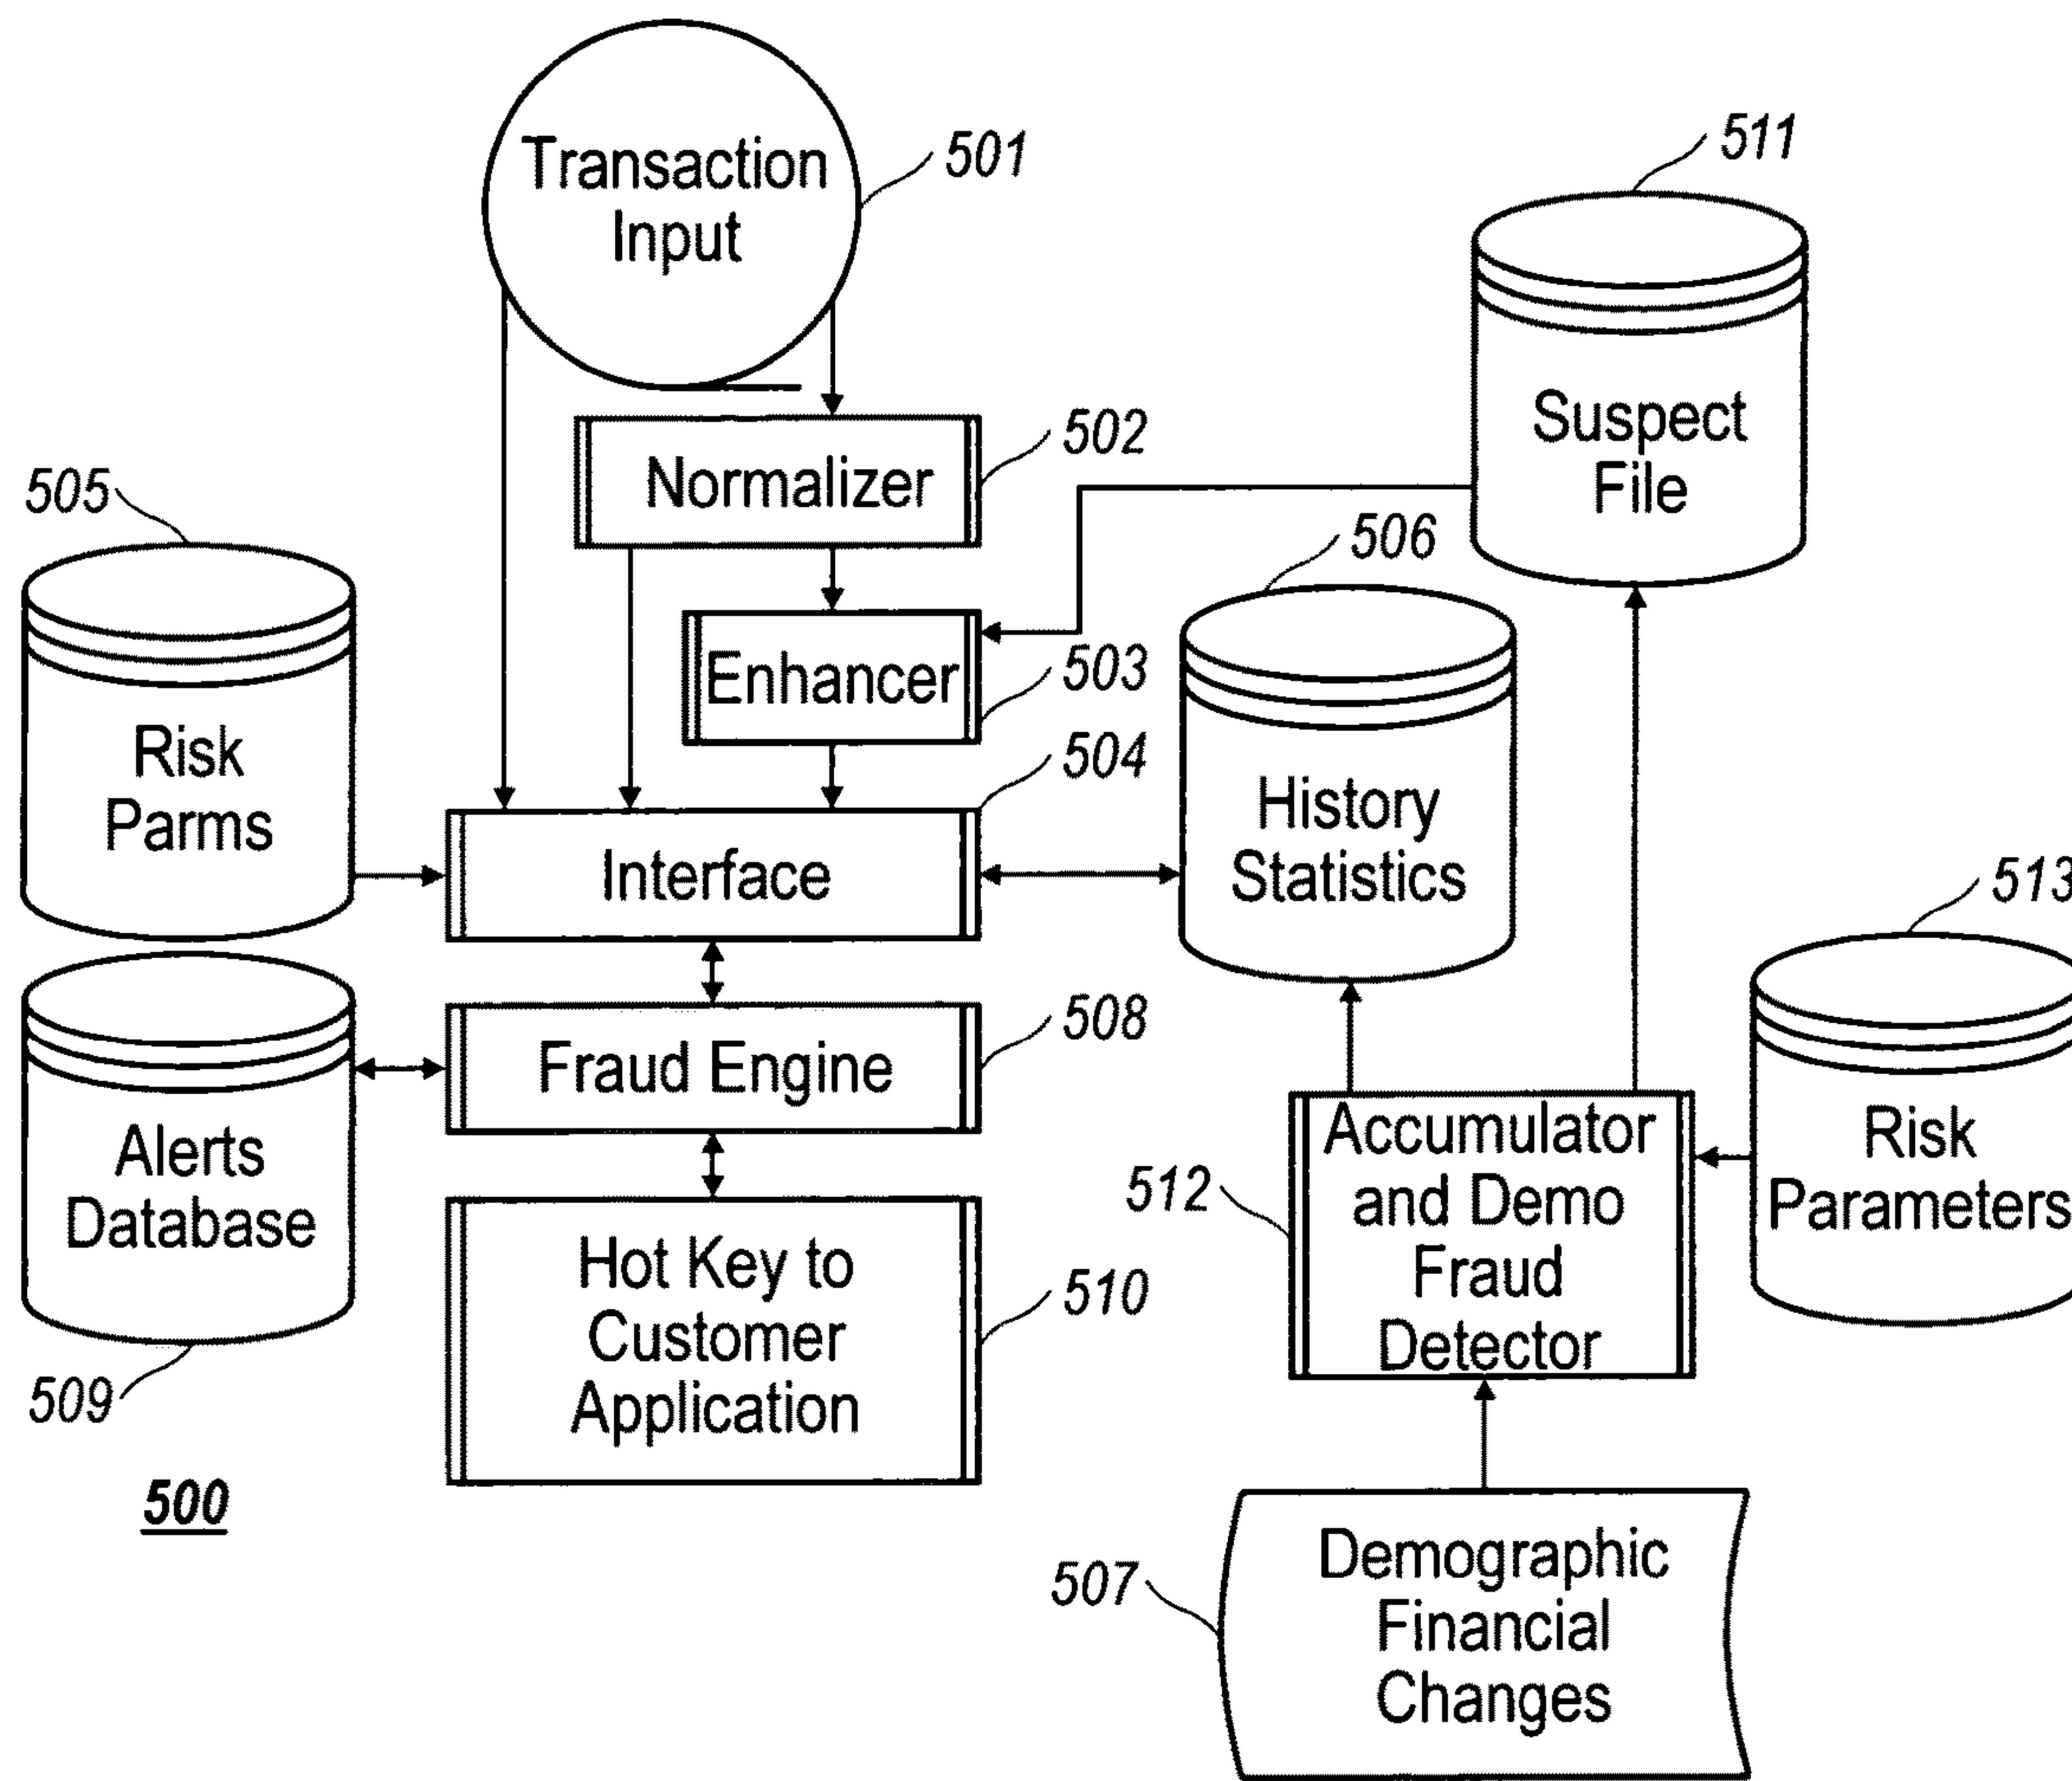 Transaction
Input
501
511
Suspect
File
Normalizer
502
505
Risk
Parms
506
History
Statistics
Enhancer
503
504
Interface
513
Risk
Parameters
Fraud Engine
508
Alerts
Database
509
Accumulator
and Demo
Fraud
Detector
512
Hot Key to
Customer
Application
510
500
507
Demographic
Financial
Changes